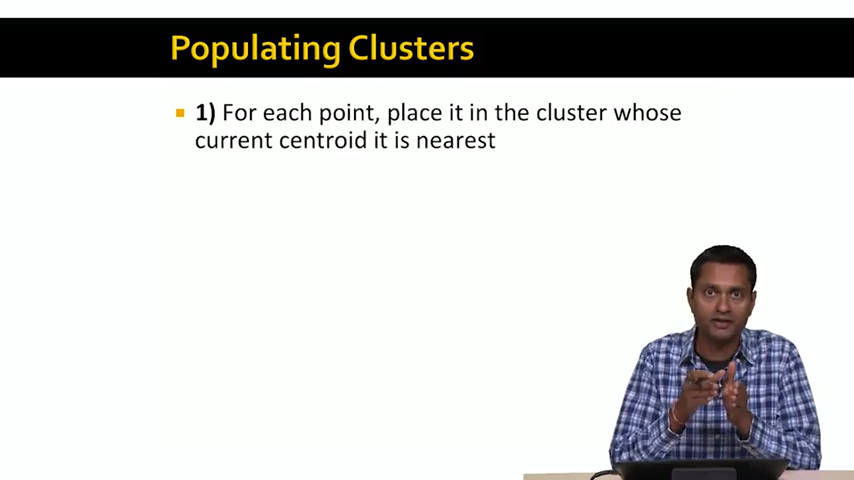 Populating Clusters
1) For each point, place it in the cluster whose
current centroid it is nearest